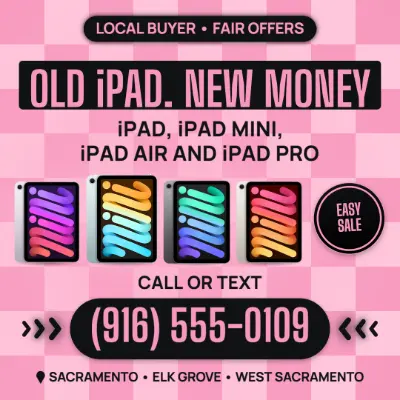 LOCAL BUYER • FAIR OFFERS
OLD iPAD. NEW MONEY
iPAD, iPAD MINI,
iPAD AIR AND iPAD PRO
EASY
SALE
CALL OR TEXT
(916) 555-0109
SACRAMENTO • ELK GROVE • WEST SACRAMENTO